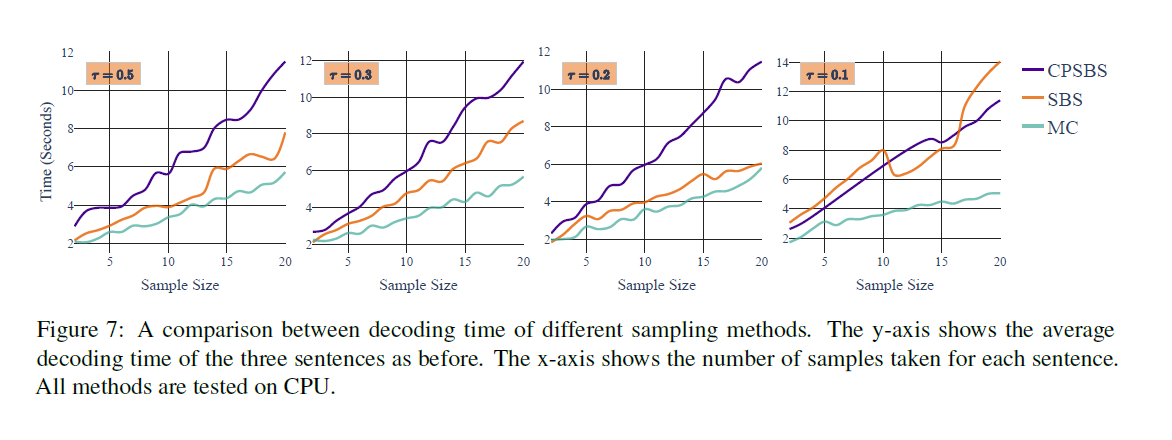 12
10
8
6
4
2
Time (Seconds)
τ = 0.5
5
10
15
20
Sample Size
12
10
8
6
4
2
τ = 0.3
5
10
15
20
Sample Size
12
10
8
6
4
2
τ = 0.2
5
10
15
20
Sample Size
14
12
10
8
6
4
2
τ = 0.1
5
10
15
20
Sample Size
CPSBS
SBS
MC
Figure 7: A comparison between decoding time of different sampling methods. The y-axis shows the average
decoding time of the three sentences as before. The x-axis shows the number of samples taken for each sentence.
All methods are tested on CPU.